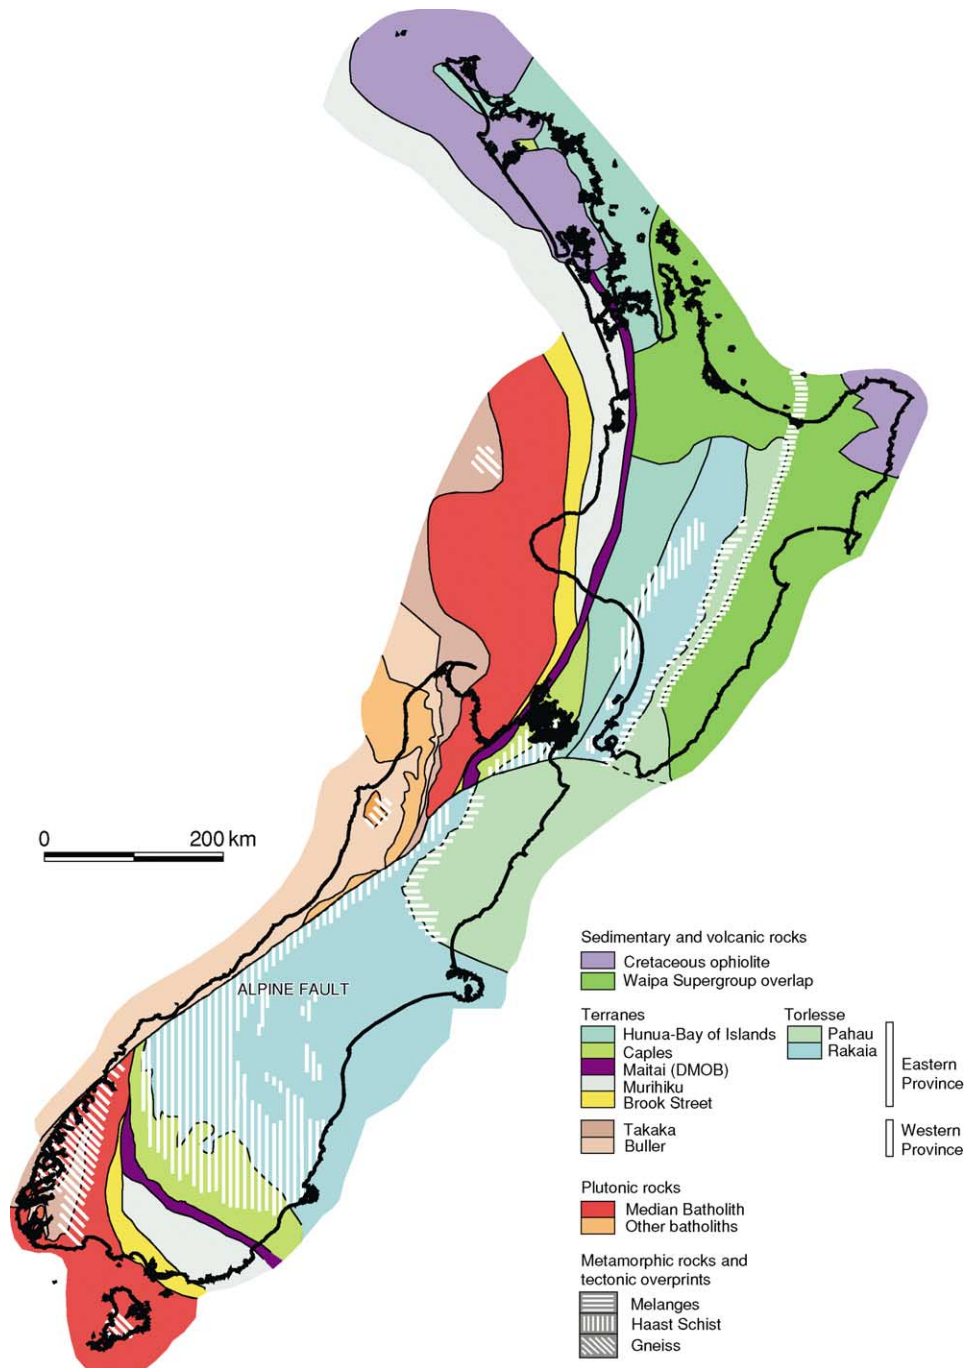 0 200 km
ALPINE FAULT
Sedimentary and volcanic rocks
Cretaceous ophiolite
Waipa Supergroup overlap
Terranes
Hunua-Bay of Islands
Caples
Maitai (DMOB)
Murihiku
Brook Street
Torlesse
Pahau
Rakaia
Eastern
Province
Takaka
Buller
Western
Province
Plutonic rocks
Median Batholith
Other batholiths
Metamorphic rocks and
tectonic overprints
Melanges
Haast Schist
Gneiss